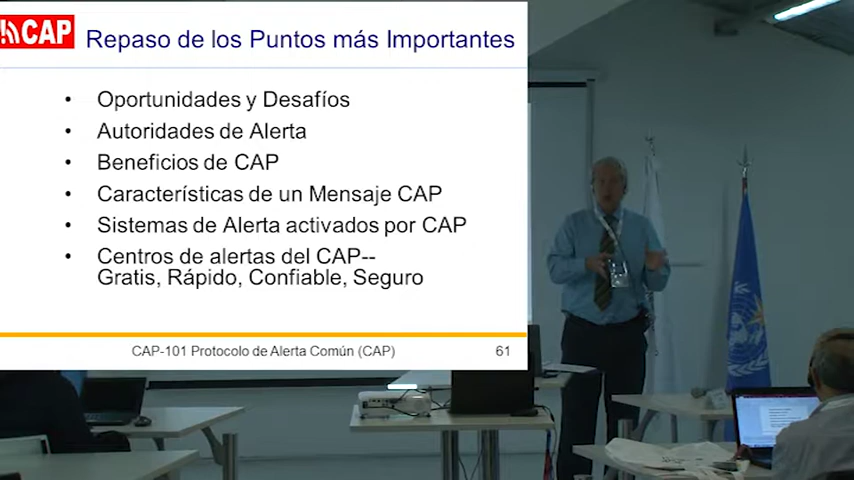 CAP
Repaso de los Puntos más Importantes
• Oportunidades y Desafíos
• Autoridades de Alerta
• Beneficios de CAP
• Características de un Mensaje CAP
• Sistemas de Alerta activados por CAP
• Centros de alertas del CAP--
Gratis, Rápido, Confiable, Seguro
CAP-101 Protocolo de Alerta Común (CAP)
61